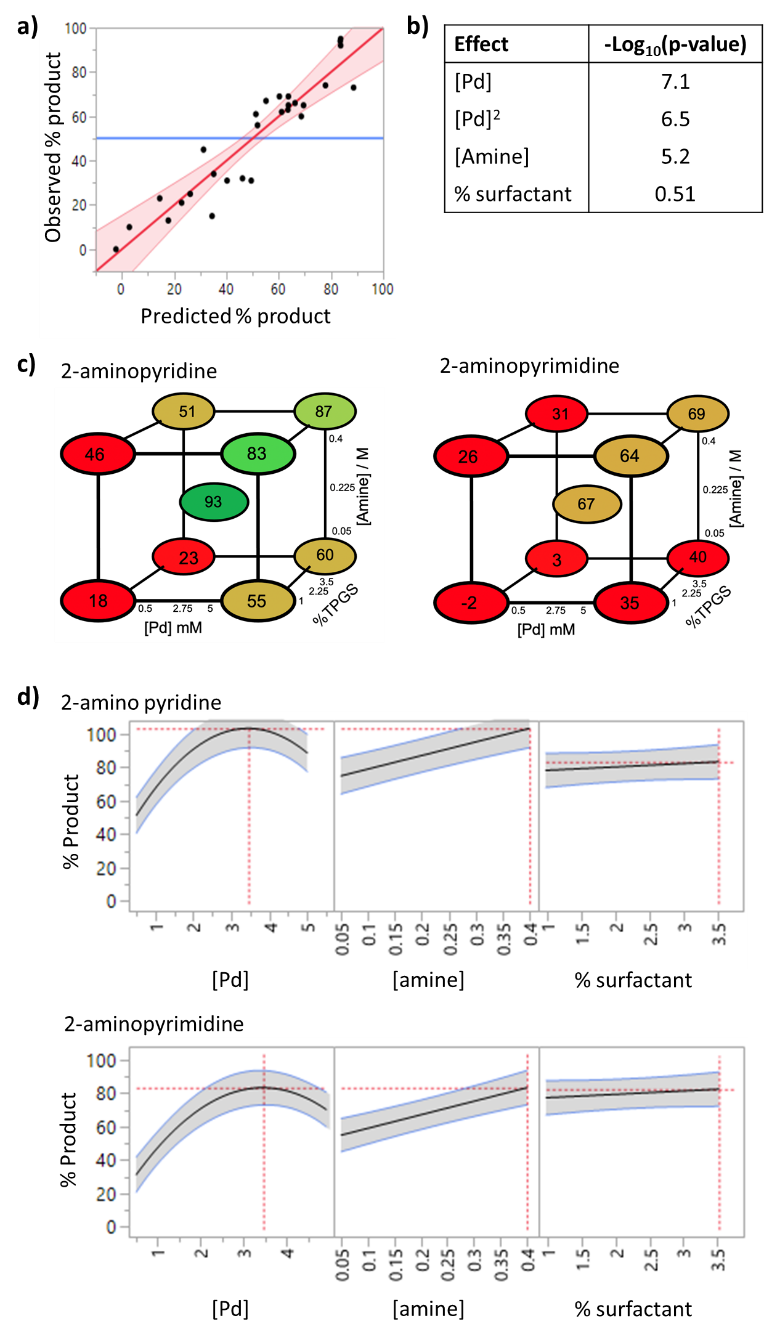 a)
Observed % product
100
80
60
40
20
0
0 20 40 60 80 100
Predicted % product
b)
Effect -Log10(p-value)
[Pd] 7.1
[Pd]2 6.5
[Amine] 5.2
% surfactant 0.51
c)
2-aminopyridine
51 87
46 83
93
23 60
18 55
0.4
0.225
0.05
[Amine] / M
0.5 2.75 5
[Pd] mM
1 2.25 3.5
%TPGS
2-aminopyrimidine
31 69
26 64
67
3 40
-2 35
0.4
0.225
0.05
[Amine] / M
0.5 2.75 5
[Pd] mM
1 2.25 3.5
%TPGS
d)
2-amino pyridine
% Product
100
80
60
40
20
0
1 2 3 4 5
0.05 0.1 0.15 0.2 0.25 0.3 0.35 0.4
1 1.5 2 2.5 3 3.5
[Pd] [amine] % surfactant
2-aminopyrimidine
% Product
100
80
60
40
20
0
1 2 3 4
0.05 0.1 0.15 0.2 0.25 0.3 0.35 0.4
1 1.5 2 2.5 3 3.5
[Pd] [amine] % surfactant